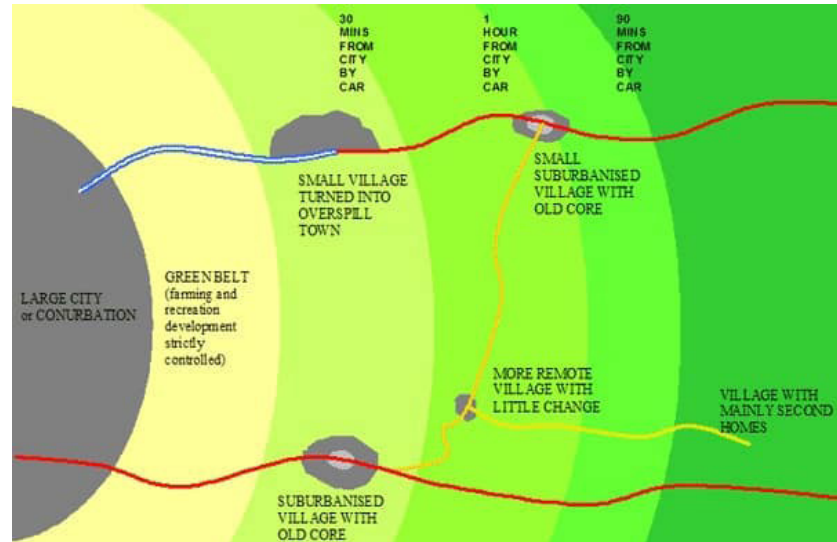 30
MINS
FROM
CITY
BY
CAR
1
HOUR
FROM
CITY
BY
CAR
90
MINS
FROM
CITY
BY
CAR
SMALL VILLAGE
TURNED INTO
OVERSPILL
TOWN
SMALL
SUBURBANISED
VILLAGE WITH
OLD CORE
LARGE CITY
or CONURBATION
GREENBELT
(farming and
recreation
development
strictly
controlled)
MORE REMOTE
VILLAGE WITH
LITTLE CHANGE
VILLAGE WITH
MAINLY SECOND
HOMES
SUBURBANISED
VILLAGE WITH
OLD CORE